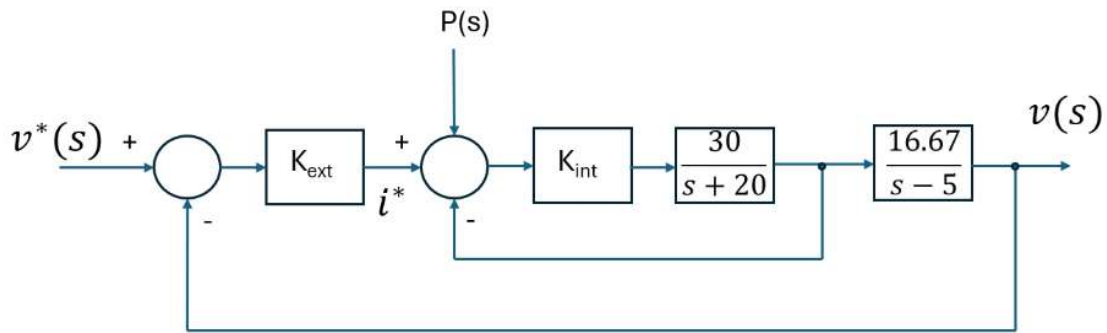 P(s)
v*(s) + K_ext + i* K_int 30/(s + 20) 16.67/(s − 5) v(s)
-
-